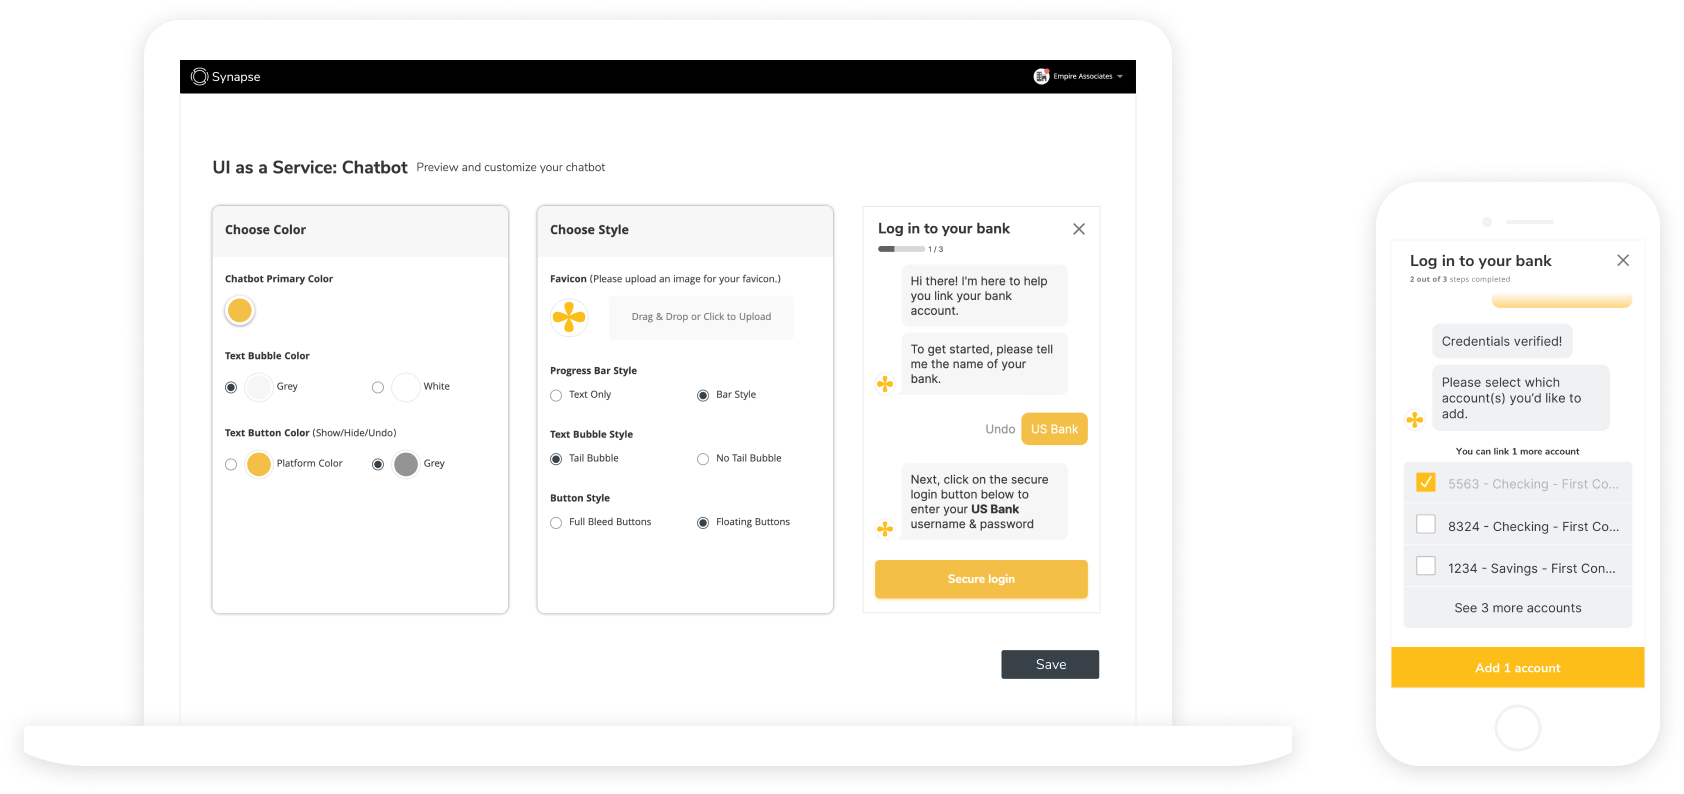 Synapse
Empire Associates
UI as a Service: Chatbot Preview and customize your chatbot
Choose Color
Chatbot Primary Color
Text Bubble Color
Grey
White
Text Button Color (Show/Hide/Undo)
Platform Color
Grey
Choose Style
Favicon (Please upload an image for your favicon.)
Drag & Drop or Click to Upload
Progress Bar Style
Text Only
Bar Style
Text Bubble Style
Tail Bubble
No Tail Bubble
Button Style
Full Bleed Buttons
Floating Buttons
Log in to your bank
1 / 3
Hi there! I'm here to help
you link your bank
account.
To get started, please tell
me the name of your
bank.
Undo
US Bank
Next, click on the secure
login button below to
enter your US Bank
username & password
Secure login
Save
Log in to your bank
2 out of 3 steps completed
Credentials verified!
Please select which
account(s) you'd like to
add.
You can link 1 more account
5563 - Checking - First Co...
8324 - Checking - First Co...
1234 - Savings - First Con...
See 3 more accounts
Add 1 account